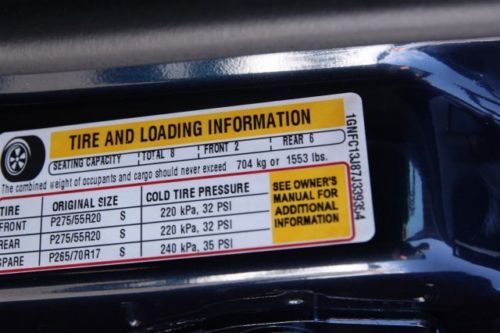 TIRE AND LOADING INFORMATION
SEATING CAPACITY TOTAL 8 FRONT 2 REAR 6
The combined weight of occupants and cargo should never exceed 704 kg or 1553 lbs.
TIRE ORIGINAL SIZE COLD TIRE PRESSURE
FRONT P275/55R20 S 220 kPa, 32 PSI
REAR P275/55R20 S 220 kPa, 32 PSI
SPARE P265/70R17 S 240 kPa, 35 PSI
SEE OWNER'S
MANUAL FOR
ADDITIONAL
INFORMATION